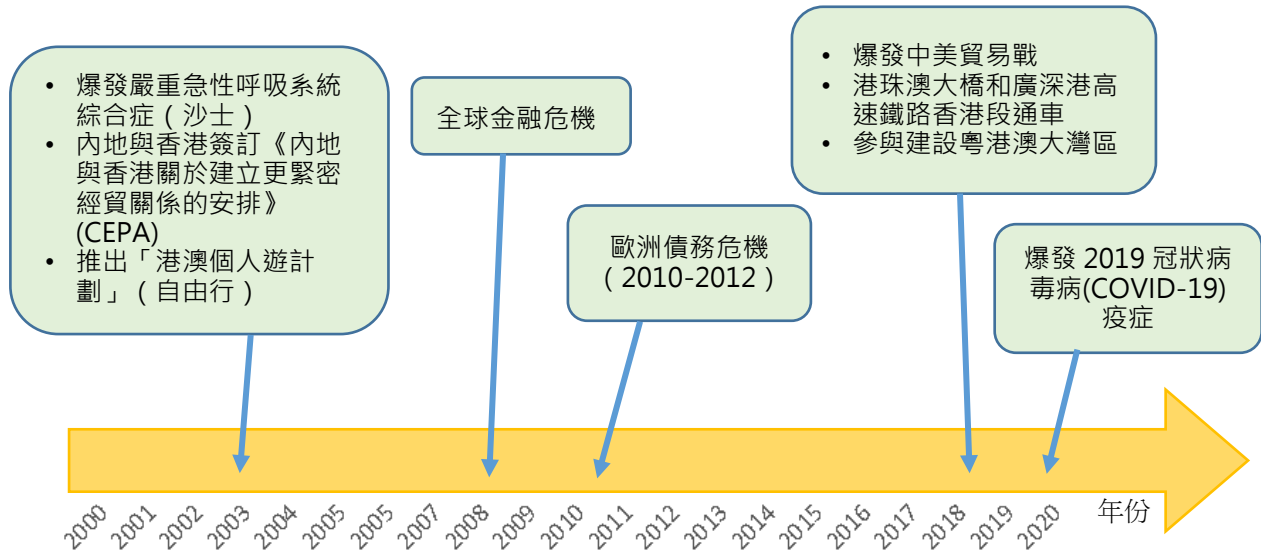 • 爆發嚴重急性呼吸系統
綜合症（沙士）
• 內地與香港簽訂《內地
與香港關於建立更緊密
經貿關係的安排》
(CEPA)
• 推出「港澳個人遊計
劃」（自由行）
全球金融危機
歐洲債務危機
（2010-2012）
• 爆發中美貿易戰
• 港珠澳大橋和廣深港高
速鐵路香港段通車
• 參與建設粵港澳大灣區
爆發 2019 冠狀病
毒病(COVID-19)
疫症
2000 2001 2002 2003 2004 2005 2005 2007 2008 2009 2010 2011 2012 2013 2014 2015 2016 2017 2018 2019 2020 年份